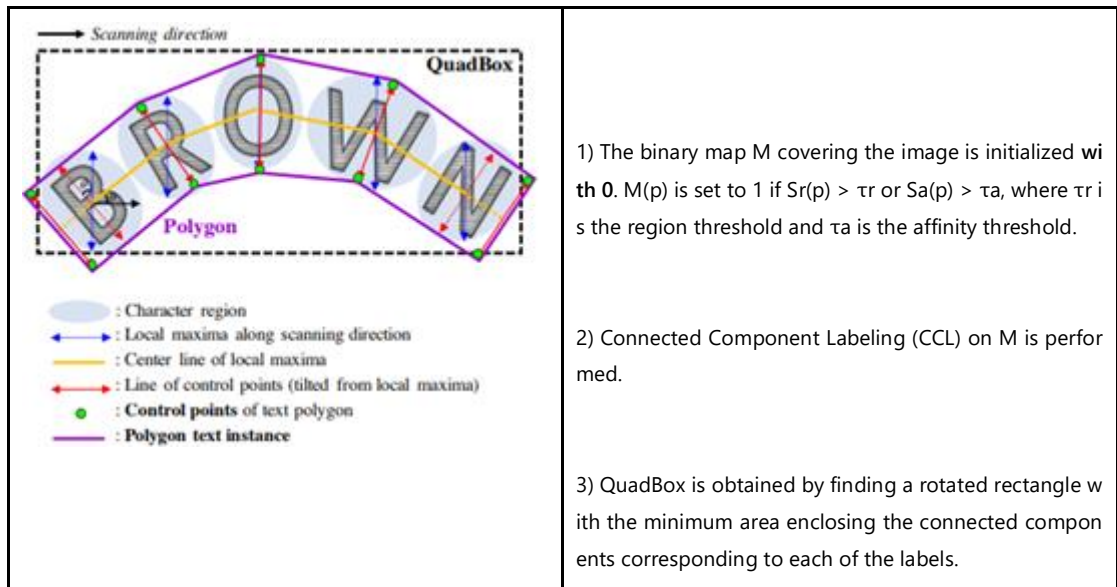 Scanning direction
QuadBox
BROWN
Polygon
: Character region
: Local maxima along scanning direction
: Center line of local maxima
: Line of control points (tilted from local maxima)
: Control points of text polygon
: Polygon text instance
1) The binary map M covering the image is initialized wi
th 0. M(p) is set to 1 if Sr(p) > τr or Sa(p) > τa, where τr i
s the region threshold and τa is the affinity threshold.
2) Connected Component Labeling (CCL) on M is perfor
med.
3) QuadBox is obtained by finding a rotated rectangle w
ith the minimum area enclosing the connected compon
ents corresponding to each of the labels.